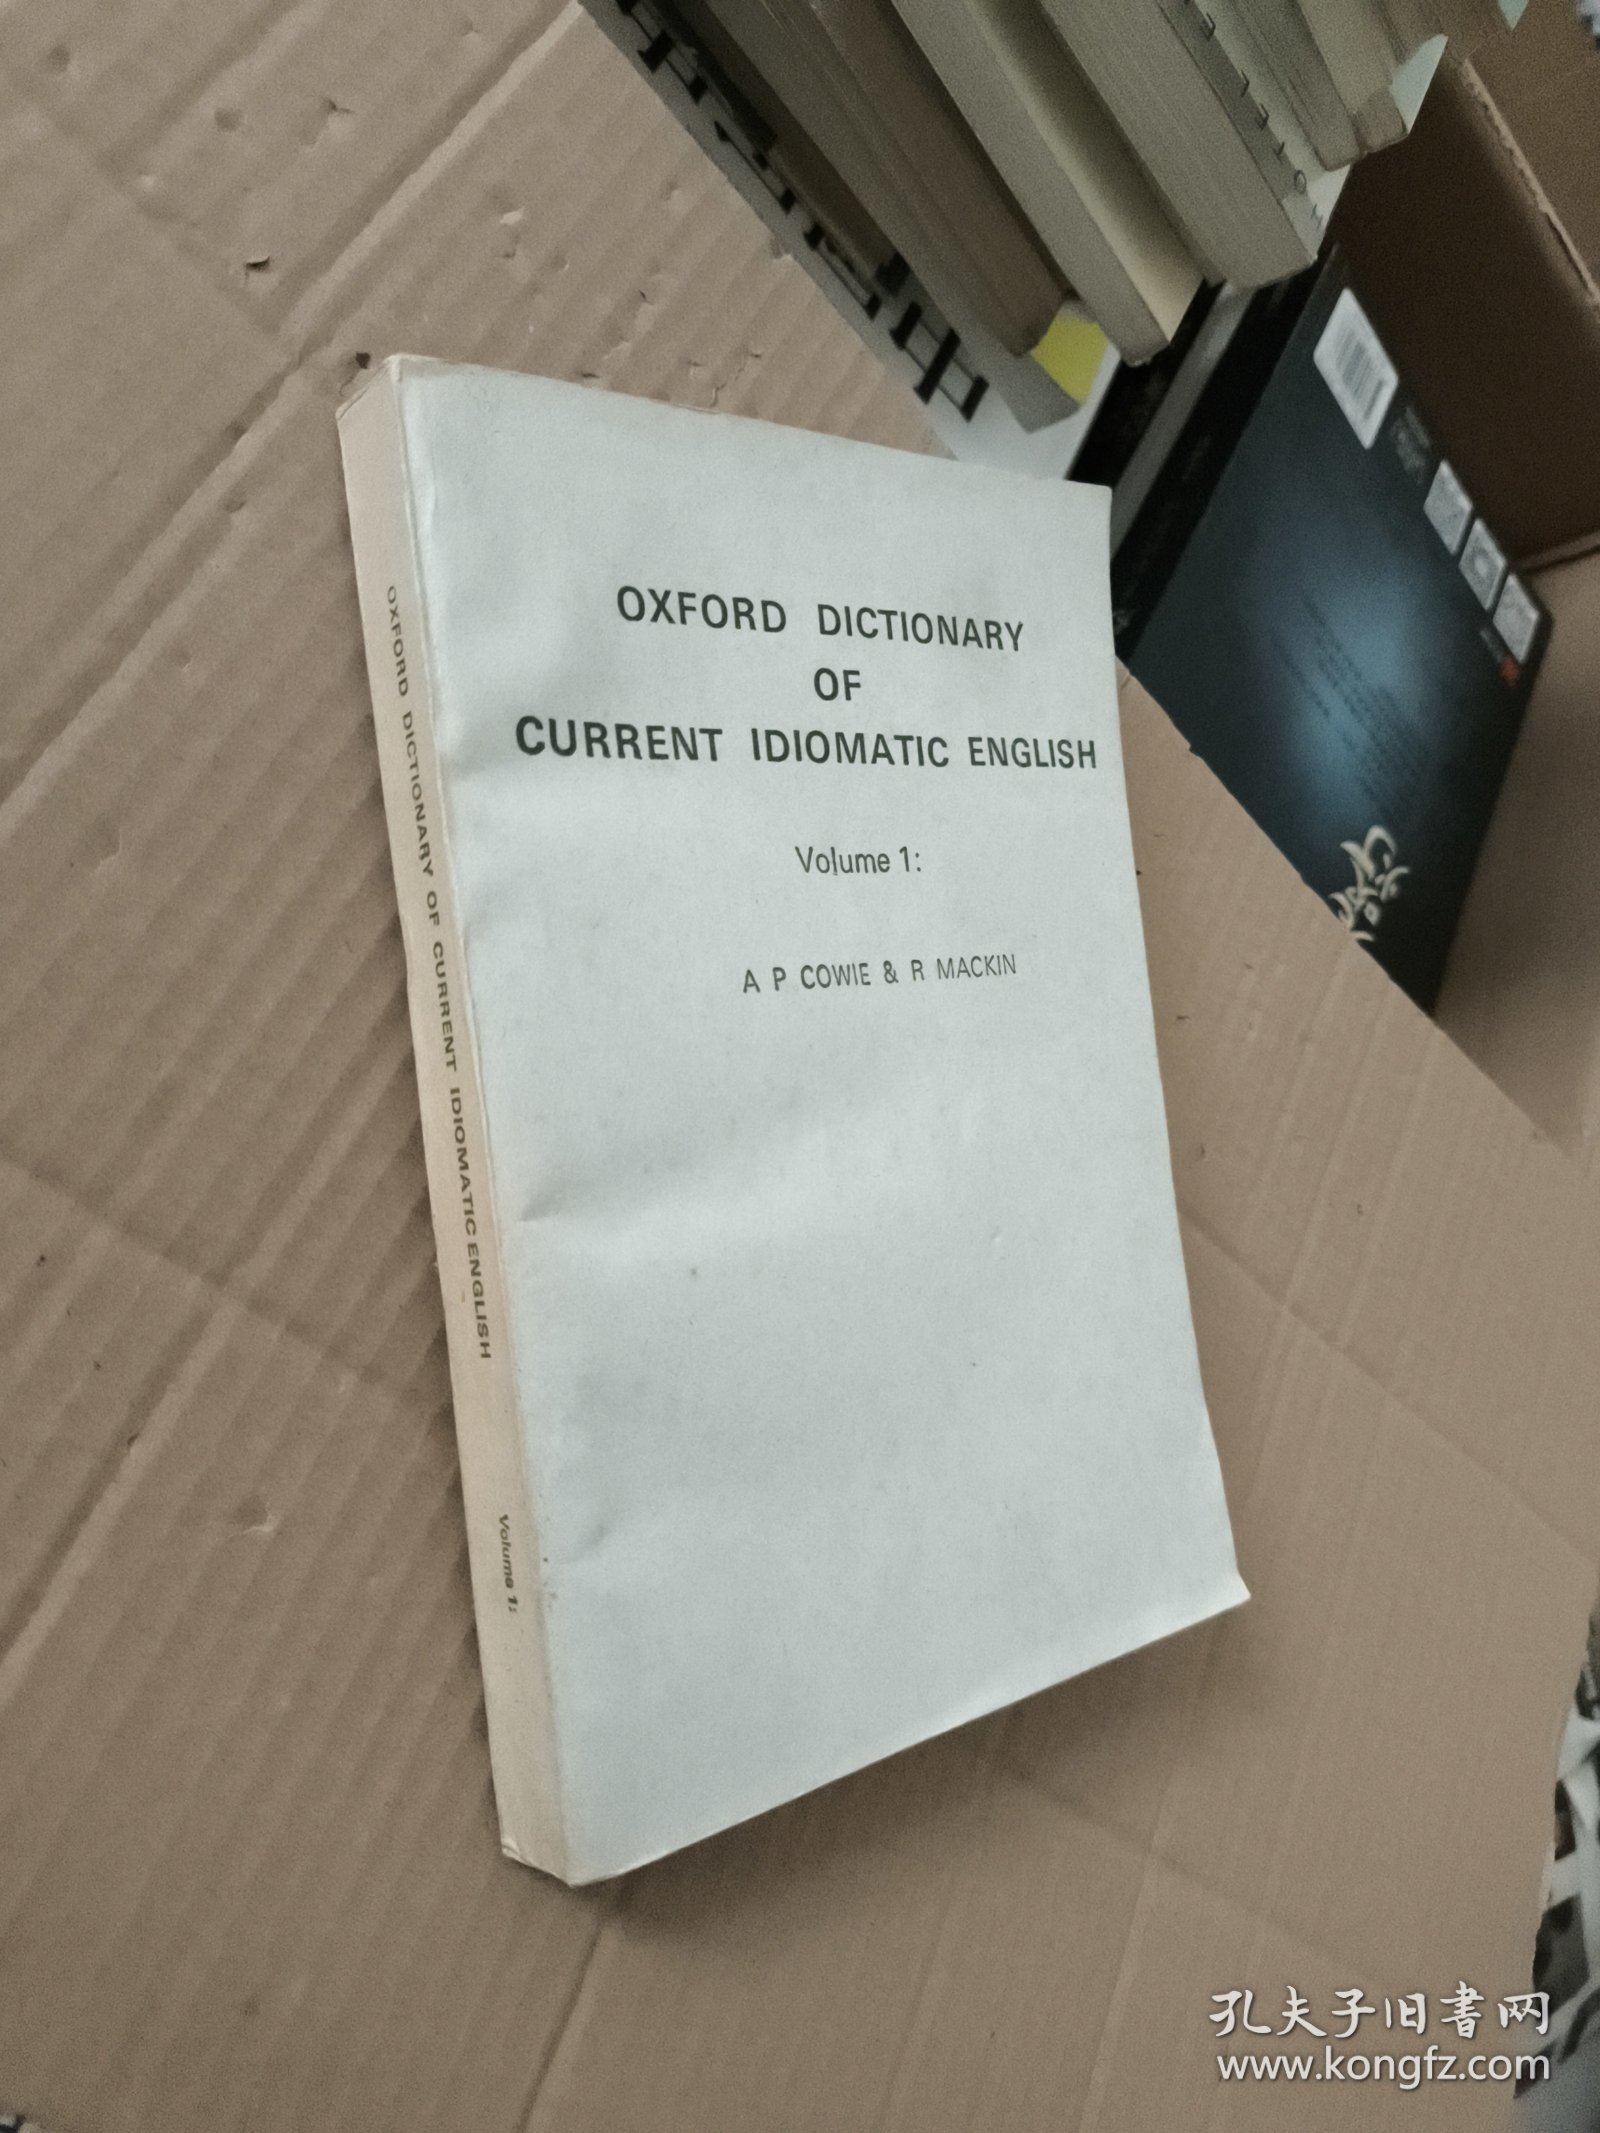 OXFORD DICTIONARY
OF
CURRENT IDIOMATIC ENGLISH
Volume 1:
A P COWIE & R MACKIN
OXFORD DICTIONARY OF CURRENT IDIOMATIC ENGLISH Volume 1:
孔夫子旧书网
www.kongfz.com